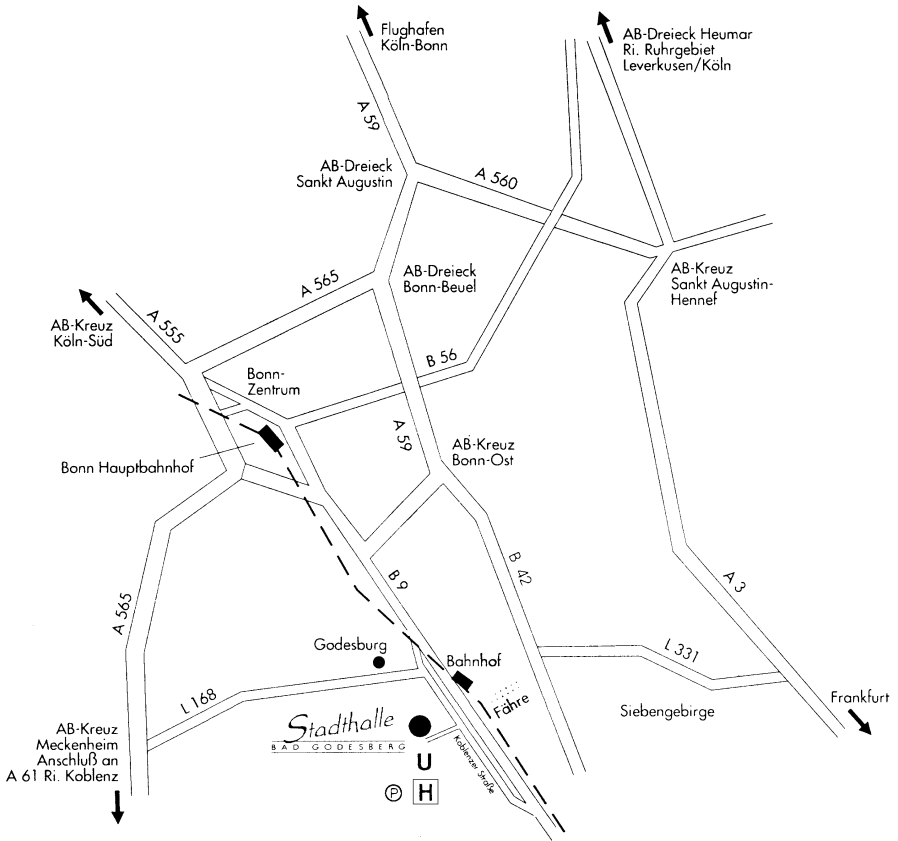 Flughafen
Köln-Bonn
AB-Dreieck Heumar
Ri. Ruhrgebiet
Leverkusen/Köln
A 59
AB-Dreieck
Sankt Augustin
A 560
AB-Dreieck
Bonn-Beuel
A 565
AB-Kreuz
Sankt Augustin-
Hennef
A 555
AB-Kreuz
Köln-Süd
B 56
Bonn-
Zentrum
A 59
AB-Kreuz
Bonn-Ost
Bonn Hauptbahnhof
B 9
B 42
A 3
A 565
Godesburg
Bahnhof
L 331
L 168
Fähre
Siebengebirge
Frankfurt
Stadthalle
BAD GODESBERG
AB-Kreuz
Meckenheim
Anschluß an
A 61 Ri. Koblenz
Koblenzer Straße
U
P H